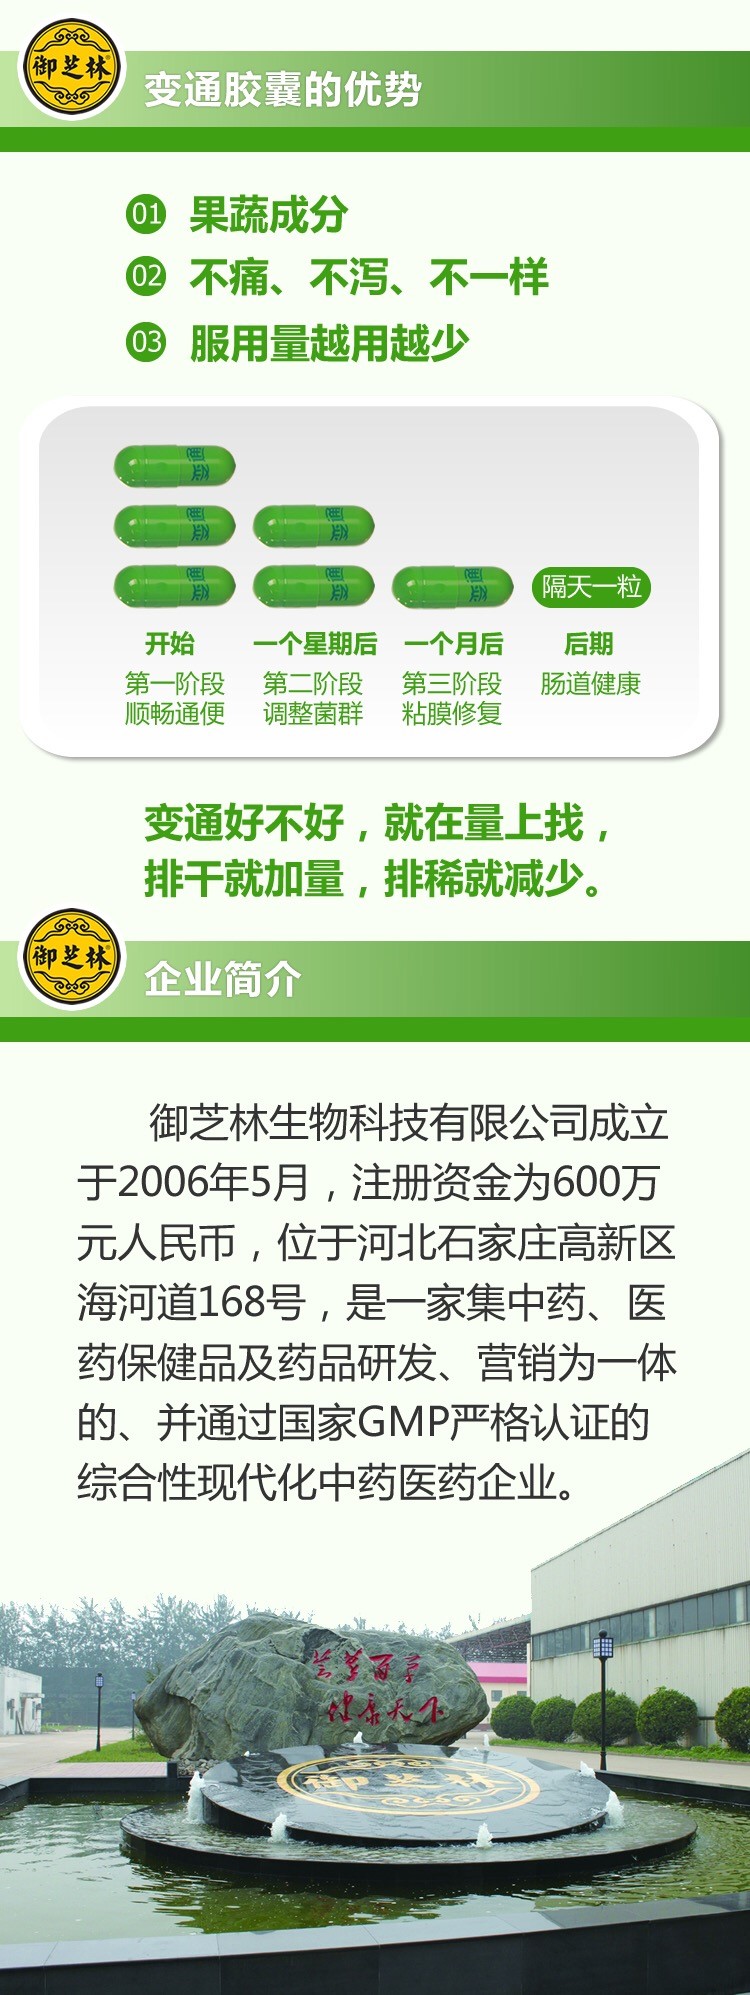 御芝林
变通胶囊的优势
01 果蔬成分
02 不痛、不泻、不一样
03 服用量越用越少
隔天一粒
开始 一个星期后 一个月后 后期
第一阶段 第二阶段 第三阶段 肠道健康
顺畅通便 调整菌群 粘膜修复
变通好不好，就在量上找，
排干就加量，排稀就减少。
御芝林
企业简介
御芝林生物科技有限公司成立
于2006年5月，注册资金为600万
元人民币，位于河北石家庄高新区
海河道168号，是一家集中药、医
药保健品及药品研发、营销为一体
的、并通过国家GMP严格认证的
综合性现代化中药医药企业。
芸芸百草
健康天下
御芝林